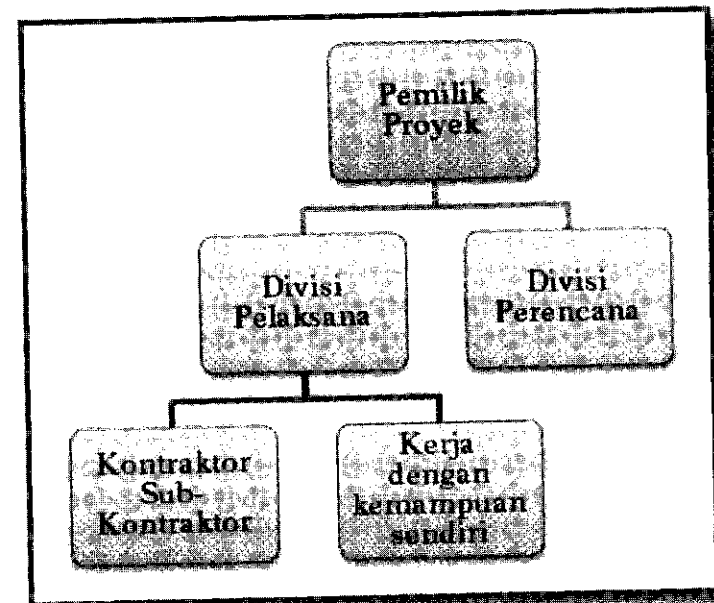 Pemilik
Proyek
Divisi
Pelaksana
Divisi
Perencana
Kontraktor
Sub-
Kontraktor
Kerja
dengan
kemampuan
sendiri